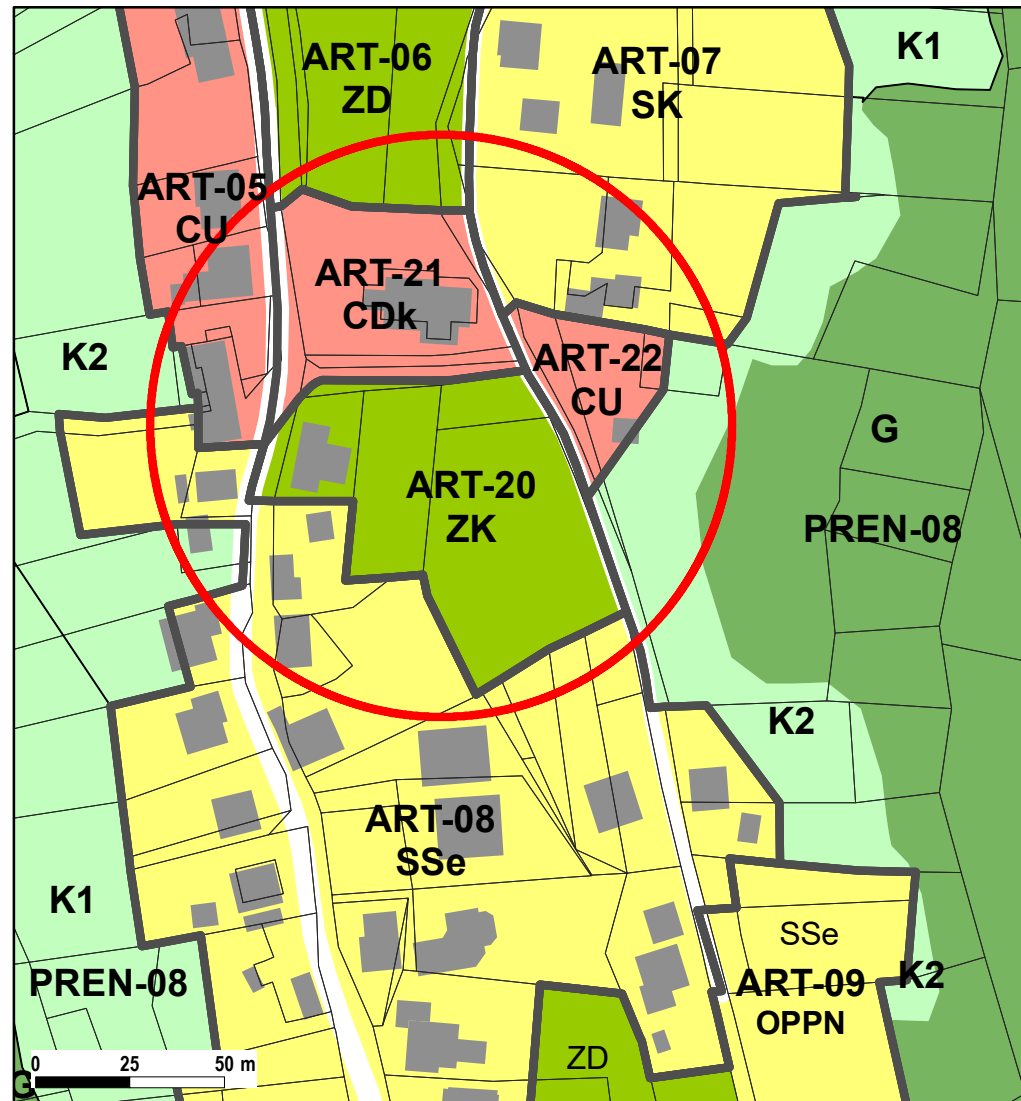 K1
ART-06
ZD
ART-07
SK
ART-05
CU
ART-21
CDk
K2
ART-22
CU
G
ART-20
ZK
PREN-08
K2
ART-08
SSe
K1
SSe
PREN-08
ART-09
OPPN
K2
ZD
0 25 50 m
G